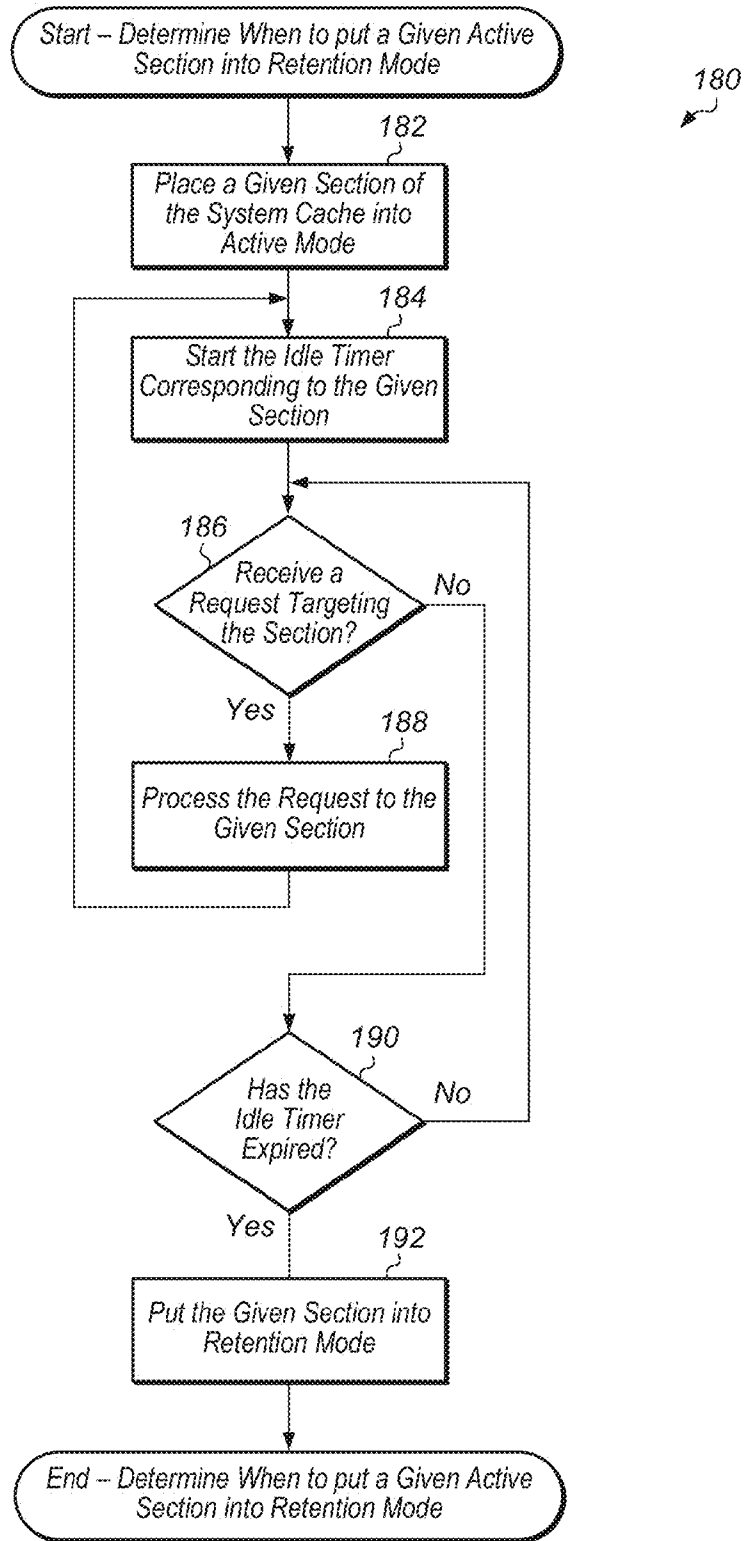 Start – Determine When to put a Given Active
Section into Retention Mode
180
182
Place a Given Section of
the System Cache into
Active Mode
184
Start the Idle Timer
Corresponding to the Given
Section
186
Receive a
Request Targeting
the Section?
No
Yes
188
Process the Request to the
Given Section
190
Has the
Idle Timer
Expired?
No
Yes
192
Put the Given Section into
Retention Mode
End – Determine When to put a Given Active
Section into Retention Mode